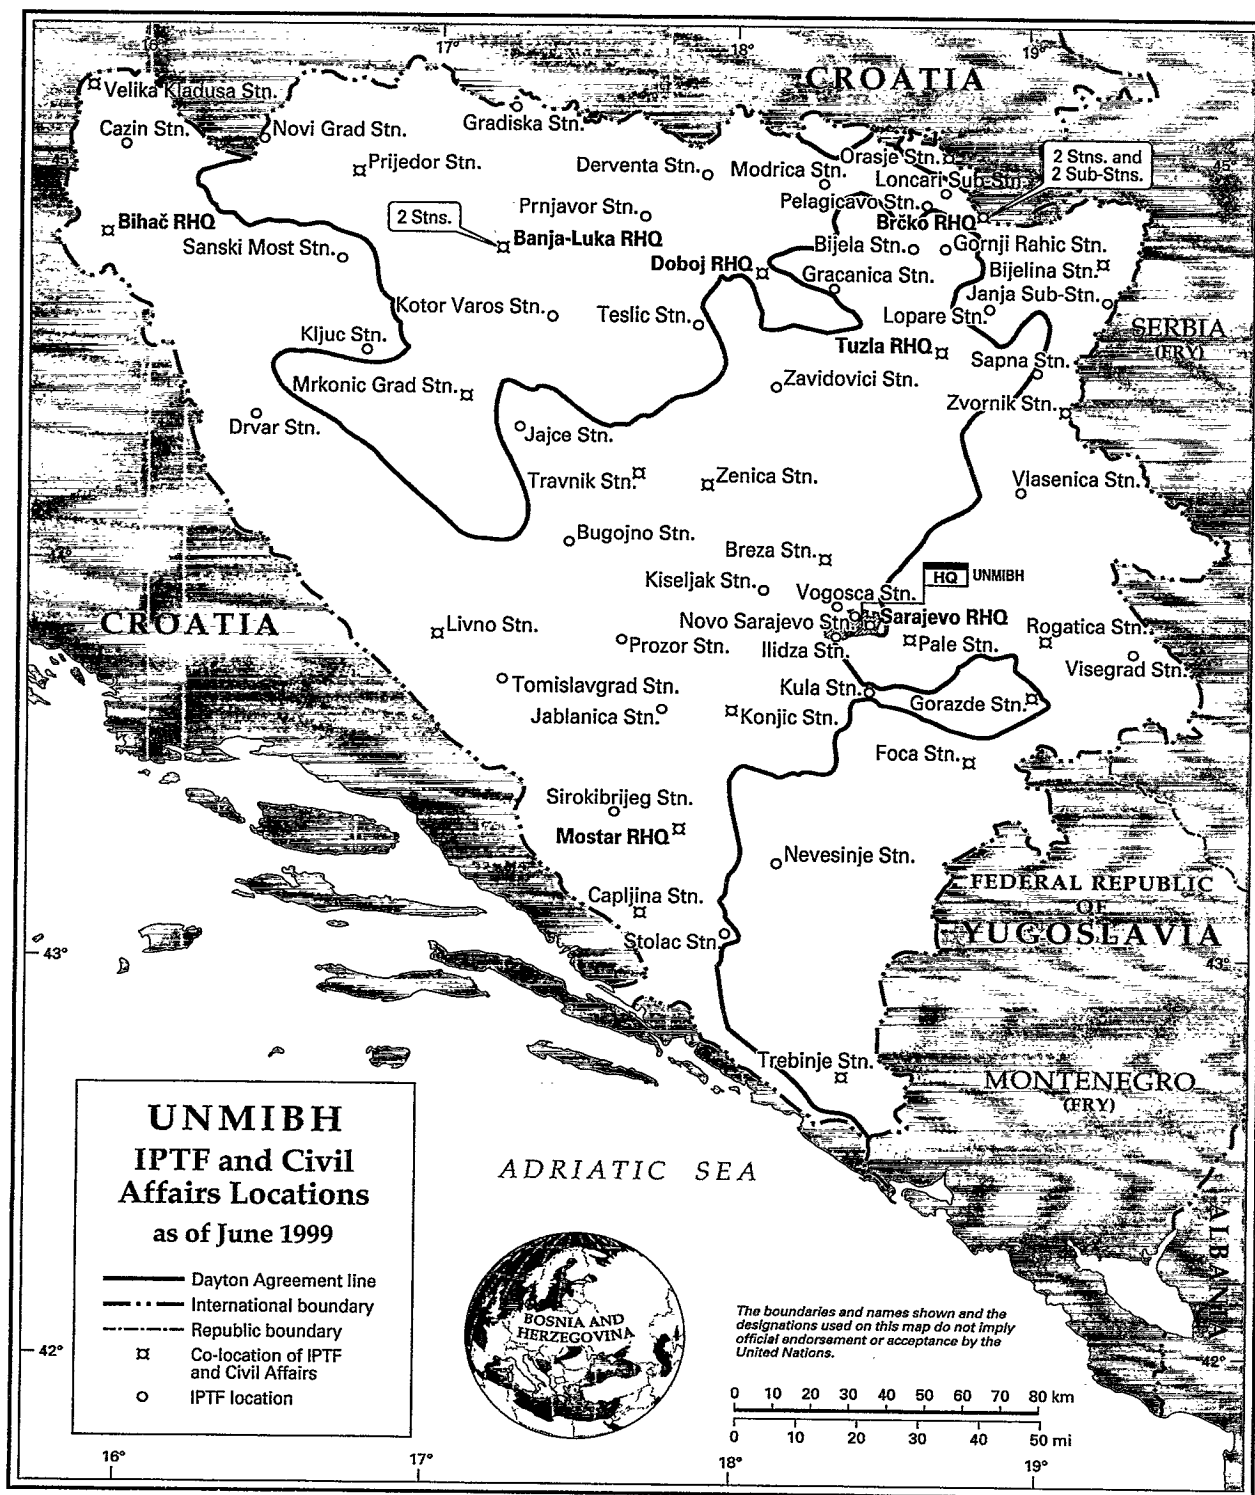 16°
17°
18°
19°
CROATIA
Velika Kladusa Stn.
Cazin Stn.
Novi Grad Stn.
Gradiska Stn.
45°
Prijedor Stn.
Derventa Stn.
Modrica Stn.
Orasje Stn.
Loncari Sub-Stn.
2 Stns. and
2 Sub-Stns.
45°
Pelagicavo Stn.
Brčko RHQ
Bihać RHQ
2 Stns.
Prnjavor Stn.
Banja-Luka RHQ
Sanski Most Stn.
Doboj RHQ
Bijela Stn.
Gornji Rahic Stn.
Bijelina Stn.
Gracanica Stn.
Janja Sub-Stn.
Kotor Varos Stn.
Teslic Stn.
Lopare Stn.
SERBIA
(FRY)
Kljuc Stn.
Tuzla RHQ
Sapna Stn.
Mrkonic Grad Stn.
Zavidovici Stn.
Zvornik Stn.
Drvar Stn.
Jajce Stn.
Travnik Stn.
Zenica Stn.
Vlasenica Stn.
Bugojno Stn.
Breza Stn.
Kiseljak Stn.
HQ UNMIBH
Vogosca Stn.
CROATIA
Livno Stn.
Novo Sarajevo Stn.
Sarajevo RHQ
Rogatica Stn.
Prozor Stn.
Ilidza Stn.
Pale Stn.
Visegrad Stn.
Tomislavgrad Stn.
Kula Stn.
Gorazde Stn.
Jablanica Stn.
Konjic Stn.
Foca Stn.
Sirokibrijeg Stn.
Mostar RHQ
Nevesinje Stn.
FEDERAL REPUBLIC
OF
YUGOSLAVIA
Capljina Stn.
Stolac Stn.
43°
43°
Trebinje Stn.
MONTENEGRO
(FRY)
ALBANIA
ADRIATIC SEA
UNMIBH
IPTF and Civil
Affairs Locations
as of June 1999
Dayton Agreement line
International boundary
Republic boundary
Co-location of IPTF
and Civil Affairs
IPTF location
BOSNIA AND
HERZEGOVINA
The boundaries and names shown and the
designations used on this map do not imply
official endorsement or acceptance by the
United Nations.
42°
42°
0 10 20 30 40 50 60 70 80 km
0 10 20 30 40 50 mi
16°
17°
18°
19°